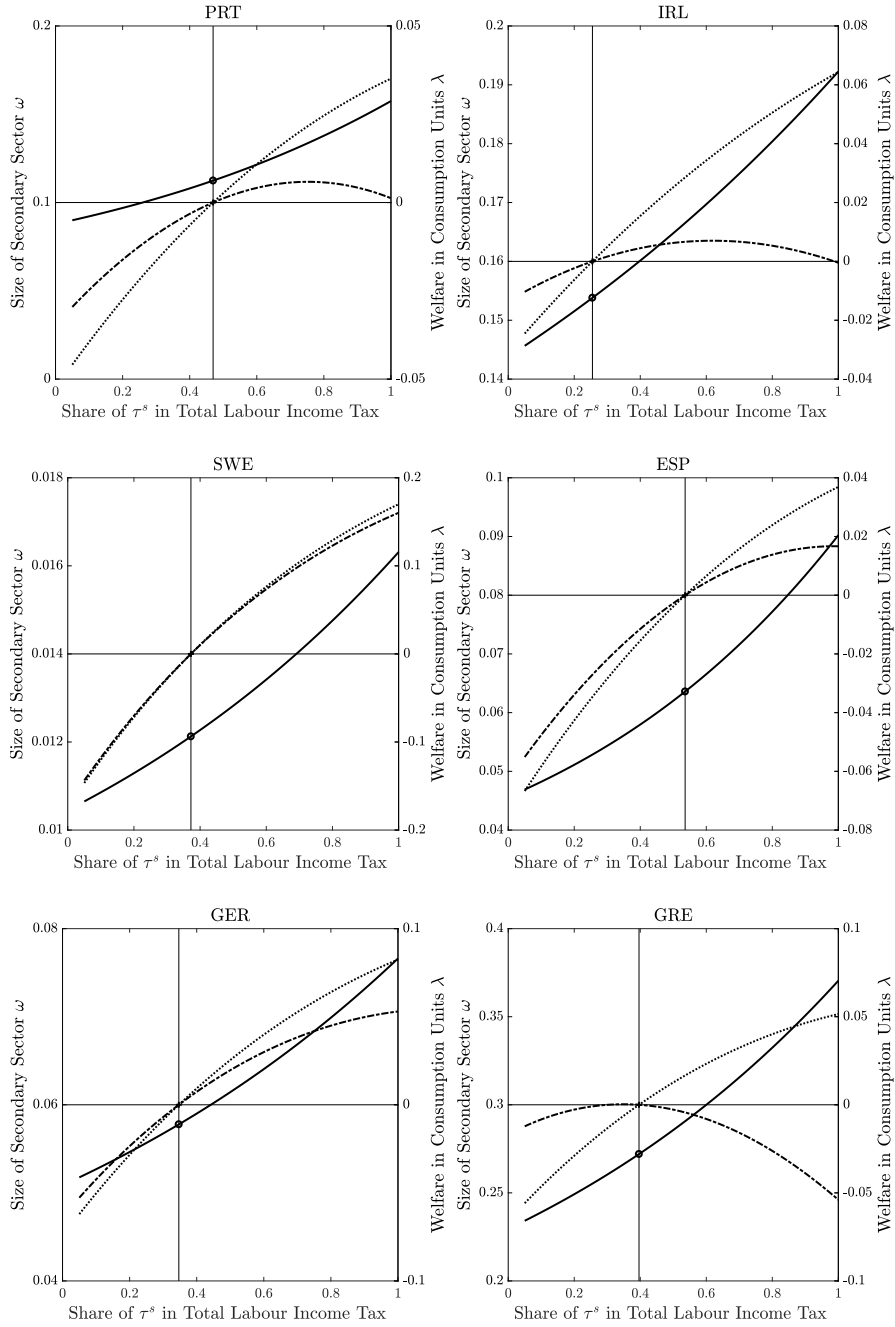 PRT
0.2
0.1
0
0.05
0
-0.05
0 0.2 0.4 0.6 0.8 1
Size of Secondary Sector ω
Welfare in Consumption Units λ
Share of τˢ in Total Labour Income Tax
IRL
0.2
0.19
0.18
0.17
0.16
0.15
0.14
0.08
0.06
0.04
0.02
0
-0.02
-0.04
0 0.2 0.4 0.6 0.8 1
Size of Secondary Sector ω
Welfare in Consumption Units λ
Share of τˢ in Total Labour Income Tax
SWE
0.018
0.016
0.014
0.012
0.01
0.2
0.1
0
-0.1
-0.2
0 0.2 0.4 0.6 0.8 1
Size of Secondary Sector ω
Welfare in Consumption Units λ
Share of τˢ in Total Labour Income Tax
ESP
0.1
0.09
0.08
0.07
0.06
0.05
0.04
0.04
0.02
0
-0.02
-0.04
-0.06
-0.08
0 0.2 0.4 0.6 0.8 1
Size of Secondary Sector ω
Welfare in Consumption Units λ
Share of τˢ in Total Labour Income Tax
GER
0.08
0.06
0.04
0.1
0
-0.1
0 0.2 0.4 0.6 0.8 1
Size of Secondary Sector ω
Welfare in Consumption Units λ
Share of τˢ in Total Labour Income Tax
GRE
0.4
0.35
0.3
0.25
0.2
0.1
0.05
0
-0.05
-0.1
0 0.2 0.4 0.6 0.8 1
Size of Secondary Sector ω
Welfare in Consumption Units λ
Share of τˢ in Total Labour Income Tax